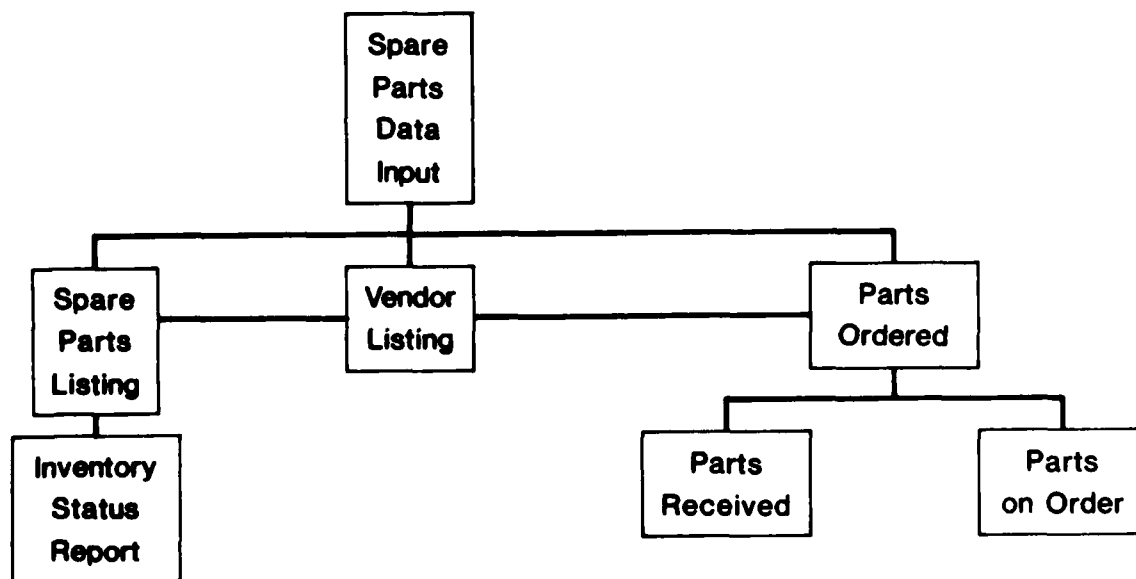 Spare
Parts
Data
Input
Spare
Parts
Listing
Vendor
Listing
Parts
Ordered
Inventory
Status
Report
Parts
Received
Parts
on Order